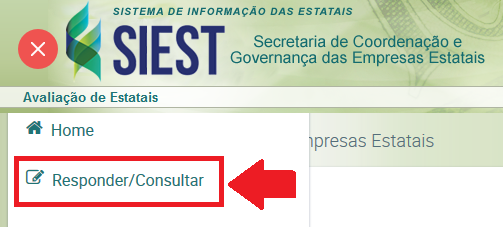 SISTEMA DE INFORMAÇÃO DAS ESTATAIS
SIEST
Secretaria de Coordenação e
Governança das Empresas Estatais
Avaliação de Estatais
Home
Empresas Estatais
Responder/Consultar